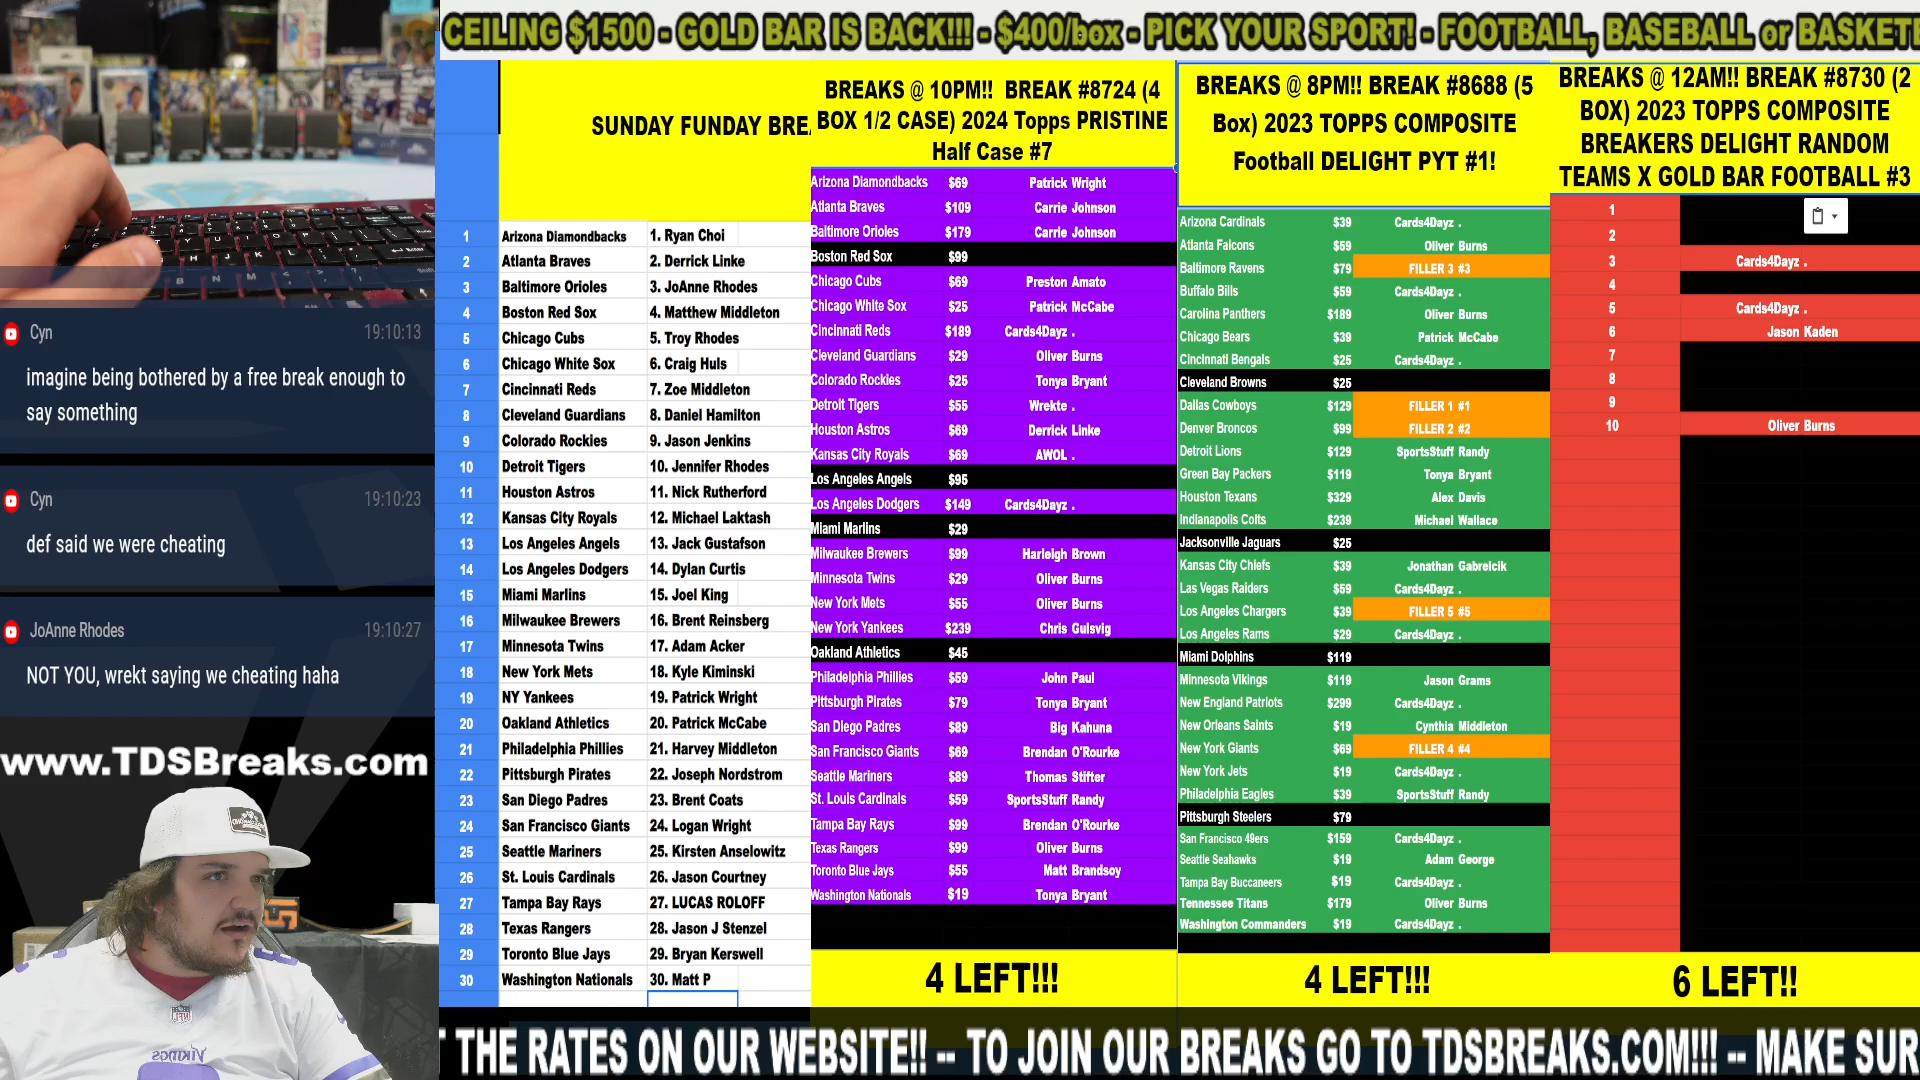 CEILING $1500 - GOLD BAR IS BACK!!! - $400/box - PICK YOUR SPORT! - FOOTBALL, BASEBALL or BASKET
SUNDAY FUNDAY BRE
1 Arizona Diamondbacks 1. Ryan Choi
2 Atlanta Braves 2. Derrick Linke
3 Baltimore Orioles 3. JoAnne Rhodes
4 Boston Red Sox 4. Matthew Middleton
5 Chicago Cubs 5. Troy Rhodes
6 Chicago White Sox 6. Craig Huls
7 Cincinnati Reds 7. Zoe Middleton
8 Cleveland Guardians 8. Daniel Hamilton
9 Colorado Rockies 9. Jason Jenkins
10 Detroit Tigers 10. Jennifer Rhodes
11 Houston Astros 11. Nick Rutherford
12 Kansas City Royals 12. Michael Laktash
13 Los Angeles Angels 13. Jack Gustafson
14 Los Angeles Dodgers 14. Dylan Curtis
15 Miami Marlins 15. Joel King
16 Milwaukee Brewers 16. Brent Reinsberg
17 Minnesota Twins 17. Adam Acker
18 New York Mets 18. Kyle Kiminski
19 NY Yankees 19. Patrick Wright
20 Oakland Athletics 20. Patrick McCabe
21 Philadelphia Phillies 21. Harvey Middleton
22 Pittsburgh Pirates 22. Joseph Nordstrom
23 San Diego Padres 23. Brent Coats
24 San Francisco Giants 24. Logan Wright
25 Seattle Mariners 25. Kirsten Anselowitz
26 St. Louis Cardinals 26. Jason Courtney
27 Tampa Bay Rays 27. LUCAS ROLOFF
28 Texas Rangers 28. Jason J Stenzel
29 Toronto Blue Jays 29. Bryan Kerswell
30 Washington Nationals 30. Matt P
BREAKS @ 10PM!! BREAK #8724 (4
BOX 1/2 CASE) 2024 Topps PRISTINE
Half Case #7
Arizona Diamondbacks $69 Patrick Wright
Atlanta Braves $109 Carrie Johnson
Baltimore Orioles $179 Carrie Johnson
Boston Red Sox $99
Chicago Cubs $69 Preston Amato
Chicago White Sox $25 Patrick McCabe
Cincinnati Reds $189 Cards4Dayz .
Cleveland Guardians $29 Oliver Burns
Colorado Rockies $25 Tonya Bryant
Detroit Tigers $55 Wrekte .
Houston Astros $69 Derrick Linke
Kansas City Royals $69 AWOL .
Los Angeles Angels $95
Los Angeles Dodgers $149 Cards4Dayz .
Miami Marlins $29
Milwaukee Brewers $99 Harleigh Brown
Minnesota Twins $29 Oliver Burns
New York Mets $55 Oliver Burns
New York Yankees $239 Chris Gulsvig
Oakland Athletics $45
Philadelphia Phillies $59 John Paul
Pittsburgh Pirates $79 Tonya Bryant
San Diego Padres $89 Big Kahuna
San Francisco Giants $69 Brendan O'Rourke
Seattle Mariners $89 Thomas Stifter
St. Louis Cardinals $59 SportsStuff Randy
Tampa Bay Rays $99 Brendan O'Rourke
Texas Rangers $99 Oliver Burns
Toronto Blue Jays $55 Matt Brandsoy
Washington Nationals $19 Tonya Bryant
4 LEFT!!!
BREAKS @ 8PM!! BREAK #8688 (5
Box) 2023 TOPPS COMPOSITE
Football DELIGHT PYT #1!
Arizona Cardinals $39 Cards4Dayz .
Atlanta Falcons $59 Oliver Burns
Baltimore Ravens $79 FILLER 3 #3
Buffalo Bills $59 Cards4Dayz .
Carolina Panthers $189 Oliver Burns
Chicago Bears $39 Patrick McCabe
Cincinnati Bengals $25 Cards4Dayz .
Cleveland Browns $25
Dallas Cowboys $129 FILLER 1 #1
Denver Broncos $99 FILLER 2 #2
Detroit Lions $129 SportsStuff Randy
Green Bay Packers $119 Tonya Bryant
Houston Texans $329 Alex Davis
Indianapolis Colts $239 Michael Wallace
Jacksonville Jaguars $25
Kansas City Chiefs $39 Jonathan Gabrelcik
Las Vegas Raiders $59 Cards4Dayz .
Los Angeles Chargers $39 FILLER 5 #5
Los Angeles Rams $29 Cards4Dayz .
Miami Dolphins $119
Minnesota Vikings $119 Jason Grams
New England Patriots $299 Cards4Dayz .
New Orleans Saints $19 Cynthia Middleton
New York Giants $69 FILLER 4 #4
New York Jets $19 Cards4Dayz .
Philadelphia Eagles $39 SportsStuff Randy
Pittsburgh Steelers $79
San Francisco 49ers $159 Cards4Dayz .
Seattle Seahawks $19 Adam George
Tampa Bay Buccaneers $19 Cards4Dayz .
Tennessee Titans $179 Oliver Burns
Washington Commanders $19 Cards4Dayz .
4 LEFT!!!
BREAKS @ 12AM!! BREAK #8730 (2
BOX) 2023 TOPPS COMPOSITE
BREAKERS DELIGHT RANDOM
TEAMS X GOLD BAR FOOTBALL #3
1
2
3 Cards4Dayz .
4
5 Cards4Dayz .
6 Jason Kaden
7
8
9
10 Oliver Burns
6 LEFT!!
Cyn 19:10:13
imagine being bothered by a free break enough to
say something
Cyn 19:10:23
def said we were cheating
JoAnne Rhodes 19:10:27
NOT YOU, wrekt saying we cheating haha
www.TDSBreaks.com
NFL
VIKINGS
T THE RATES ON OUR WEBSITE!! -- TO JOIN OUR BREAKS GO TO TDSBREAKS.COM!!! -- MAKE SUR